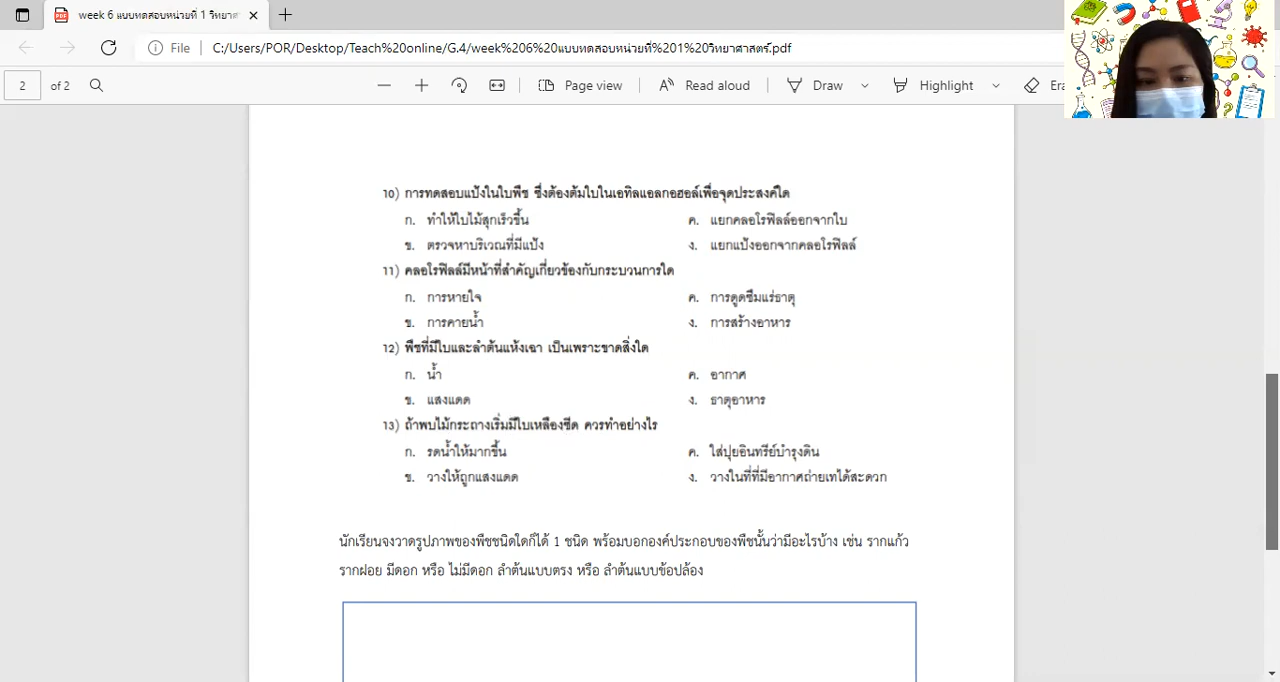 week 6 แบบทดสอบหน่วยที่ 1 วิทยาศ
File C:/Users/POR/Desktop/Teach%20online/G.4/week%206%20แบบทดสอบหน่วยที่%201%20วิทยาศาสตร์.pdf
2 of 2 Page view Read aloud Draw Highlight Era
10) การทดสอบแป้งในใบพืช ซึ่งต้องต้มใบในเอทิลแอลกอฮอล์เพื่อจุดประสงค์ใด
ก. ทำให้ใบไม้สุกเร็วขึ้น ค. แยกคลอโรฟิลล์ออกจากใบ
ข. ตรวจหาบริเวณที่มีแป้ง ง. แยกแป้งออกจากคลอโรฟิลล์
11) คลอโรฟิลล์มีหน้าที่สำคัญเกี่ยวข้องกับกระบวนการใด
ก. การหายใจ ค. การดูดซึมแร่ธาตุ
ข. การคายน้ำ ง. การสร้างอาหาร
12) พืชที่มีใบและลำต้นแห้งเฉา เป็นเพราะขาดสิ่งใด
ก. น้ำ ค. อากาศ
ข. แสงแดด ง. ธาตุอาหาร
13) ถ้าพบไม้กระถางเริ่มมีใบเหลืองซีด ควรทำอย่างไร
ก. รดน้ำให้มากขึ้น ค. ใส่ปุยอินทรีย์บำรุงดิน
ข. วางให้ถูกแสงแดด ง. วางในที่ที่มีอากาศถ่ายเทได้สะดวก
นักเรียนจงวาดรูปภาพของพืชชนิดใดก็ได้ 1 ชนิด พร้อมบอกองค์ประกอบของพืชนั้นว่ามีอะไรบ้าง เช่น รากแก้ว
รากฝอย มีดอก หรือ ไม่มีดอก ลำต้นแบบตรง หรือ ลำต้นแบบข้อปล้อง